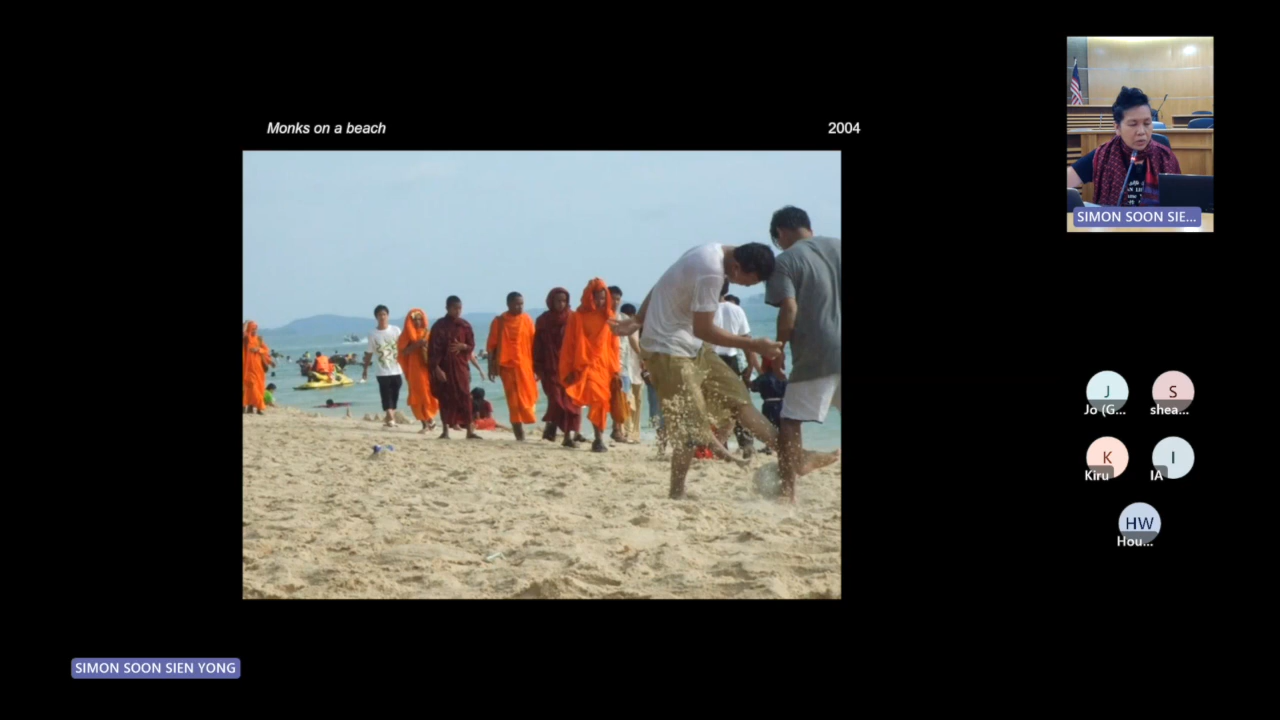 Monks on a beach
2004
SIMON SOON SIE...
J
S
Jo (G...
shea...
K
I
Kiru
IA
HW
Hou...
SIMON SOON SIEN YONG